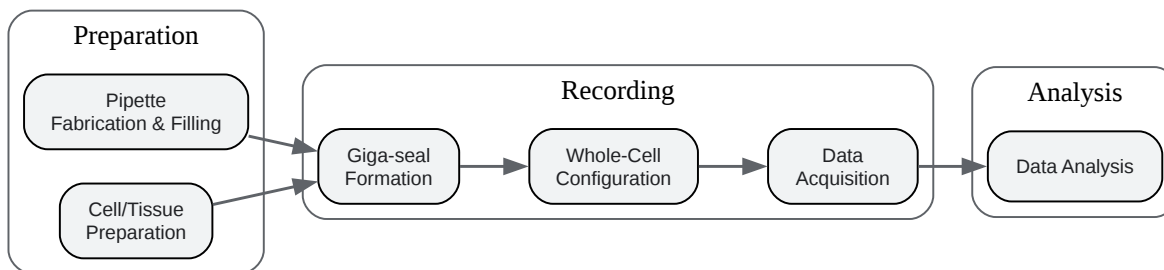 Preparation
Pipette
Fabrication & Filling
Cell/Tissue
Preparation
Recording
Giga-seal
Formation
Whole-Cell
Configuration
Data
Acquisition
Analysis
Data Analysis